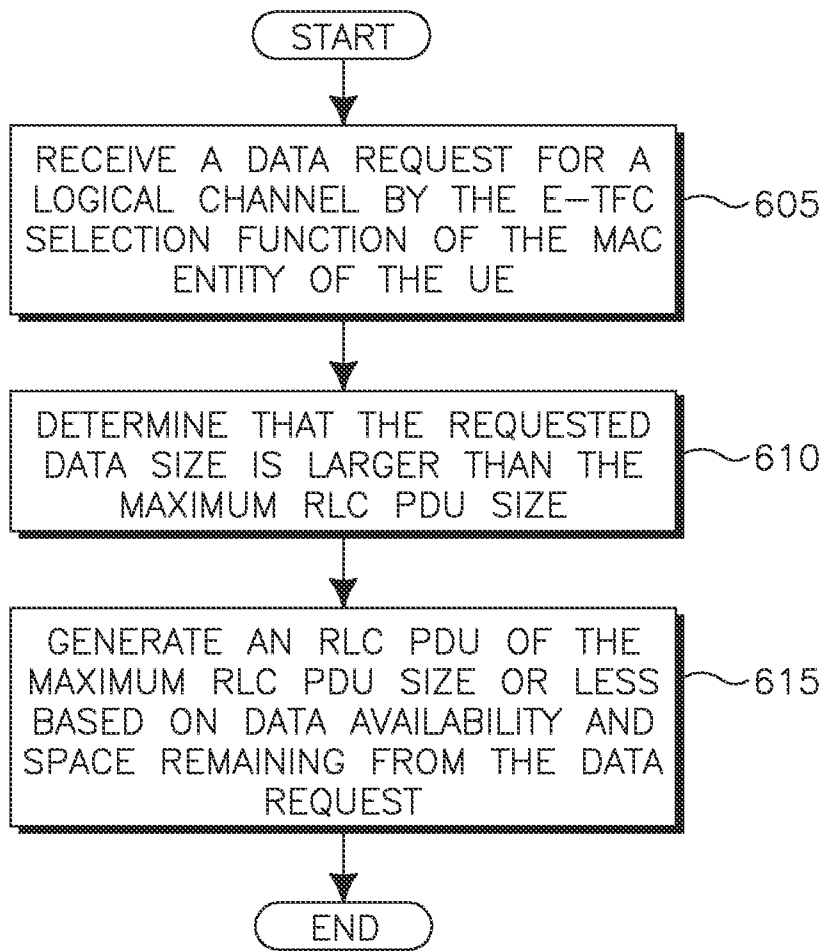 START
RECEIVE A DATA REQUEST FOR A
LOGICAL CHANNEL BY THE E-TFC
SELECTION FUNCTION OF THE MAC
ENTITY OF THE UE
605
DETERMINE THAT THE REQUESTED
DATA SIZE IS LARGER THAN THE
MAXIMUM RLC PDU SIZE
610
GENERATE AN RLC PDU OF THE
MAXIMUM RLC PDU SIZE OR LESS
BASED ON DATA AVAILABILITY AND
SPACE REMAINING FROM THE DATA
REQUEST
615
END